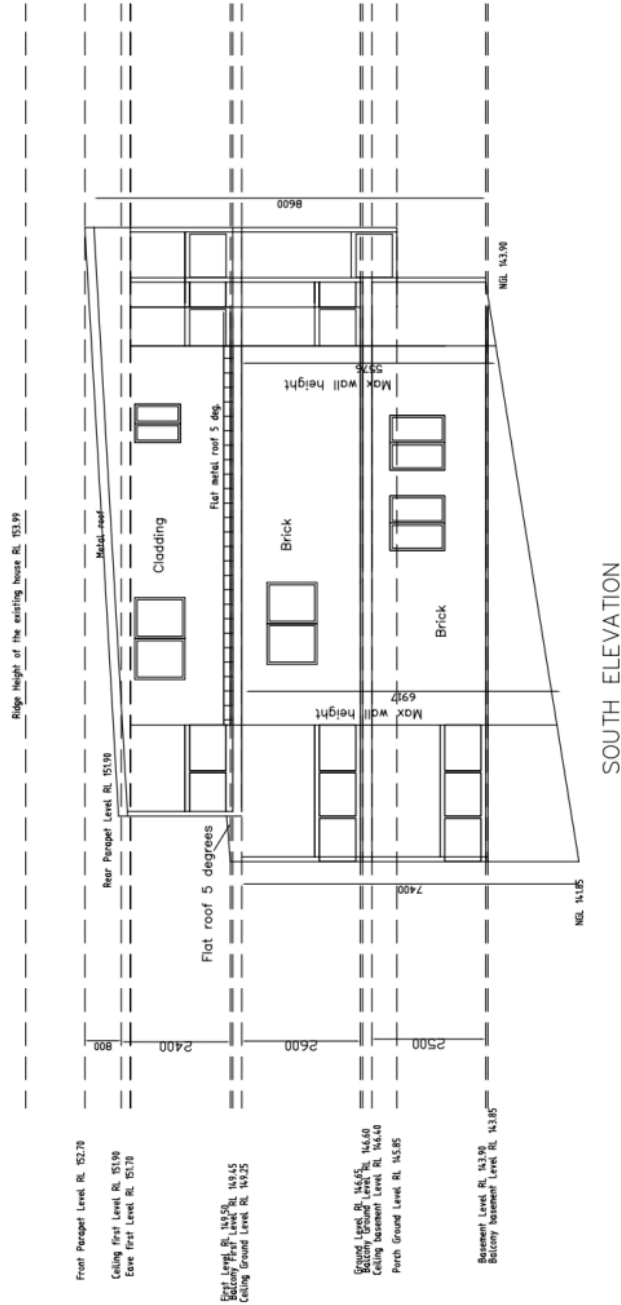 Ridge Height of the existing house RL 153.99
Front Parapet Level RL 152.70
Ceiling first Level RL 151.90
Eave first Level RL 151.70
Rear Parapet Level RL 151.90
Metal roof
Cladding
Flat metal roof 5 deg.
Flat roof 5 degrees
First Level RL 149.50
Balcony First Level RL 149.45
Ceiling Ground Level RL 149.25
Brick
Max wall height
5576
Max wall height
6917
Brick
Ground Level RL 146.65
Balcony Ground Level RL 146.60
Ceiling basement Level RL 146.40
Porch Ground Level RL 145.85
Basement Level RL 143.90
Balcony basement Level RL 143.85
800
2400
2600
2500
7400
8600
NGL 143.90
NGL 141.85
SOUTH ELEVATION